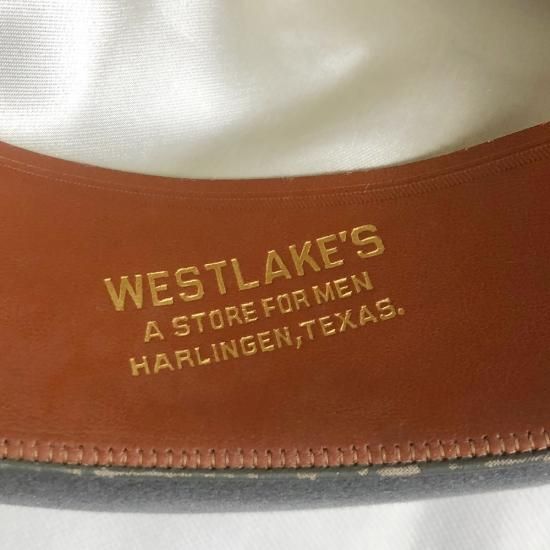 WESTLAKE'S
A STORE FOR MEN
HARLINGEN, TEXAS.